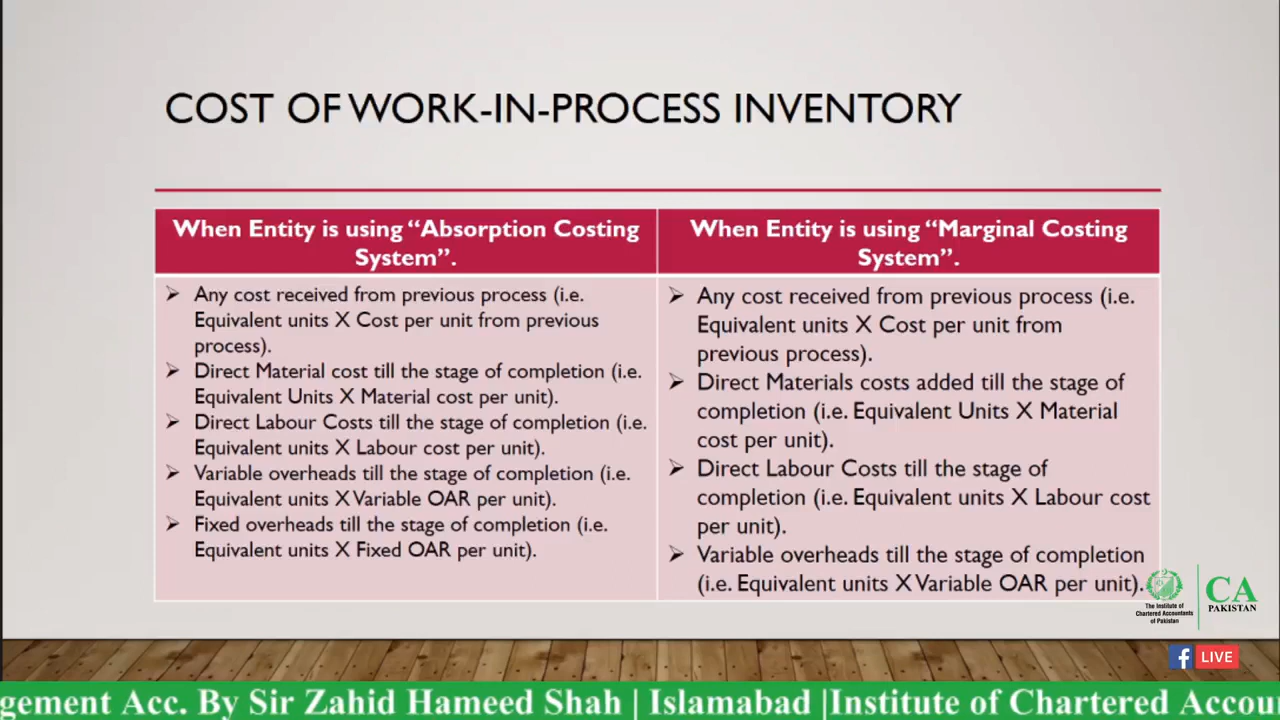 COST OF WORK-IN-PROCESS INVENTORY
When Entity is using “Absorption Costing
System”.
➢ Any cost received from previous process (i.e.
Equivalent units X Cost per unit from previous
process).
➢ Direct Material cost till the stage of completion (i.e.
Equivalent Units X Material cost per unit).
➢ Direct Labour Costs till the stage of completion (i.e.
Equivalent units X Labour cost per unit).
➢ Variable overheads till the stage of completion (i.e.
Equivalent units X Variable OAR per unit).
➢ Fixed overheads till the stage of completion (i.e.
Equivalent units X Fixed OAR per unit).
When Entity is using “Marginal Costing
System”.
➢ Any cost received from previous process (i.e.
Equivalent units X Cost per unit from
previous process).
➢ Direct Materials costs added till the stage of
completion (i.e. Equivalent Units X Material
cost per unit).
➢ Direct Labour Costs till the stage of
completion (i.e. Equivalent units X Labour cost
per unit).
➢ Variable overheads till the stage of completion
(i.e. Equivalent units X Variable OAR per unit).
The Institute of
Chartered Accountants
of Pakistan
CA
PAKISTAN
f LIVE
gement Acc. By Sir Zahid Hameed Shah | Islamabad |Institute of Chartered Accou